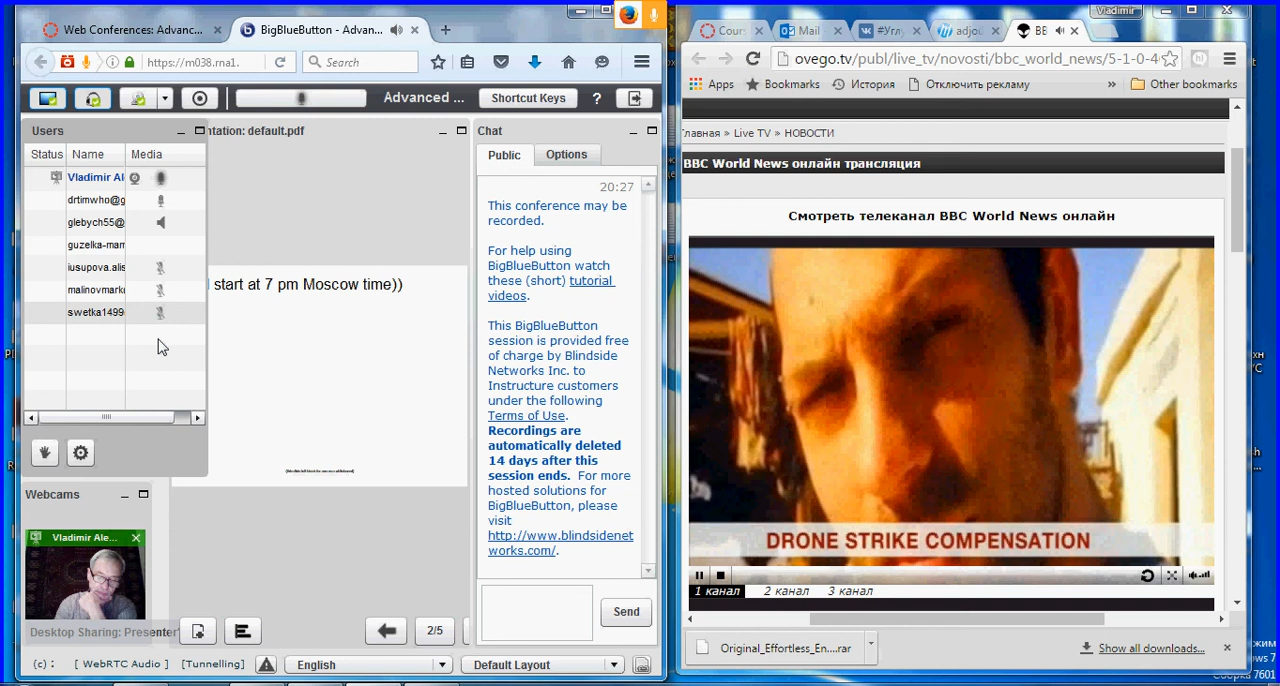 Web Conferences: Advanc...
BigBlueButton - Advan...
https://m038.rna1.
Search
Advanced ...
Shortcut Keys
?
Users
ntation: default.pdf
Status
Name
Media
Vladimir Al
drtimwho@g
glebych55@
guzelka-mam
iusupova.alis
malinovmark
swetka1499
start at 7 pm Moscow time))
Webcams
Vladimir Ale...
Desktop Sharing: Presenter
2/5
Chat
Public
Options
20:27
This conference may be
recorded.
For help using
BigBlueButton watch
these (short) tutorial
videos.
This BigBlueButton
session is provided free
of charge by Blindside
Networks Inc. to
Instructure customers
under the following
Terms of Use.
Recordings are
automatically deleted
14 days after this
session ends. For more
hosted solutions for
BigBlueButton, please
visit
http://www.blindsidenet
works.com/.
Send
(c) :
[ WebRTC Audio ]
[Tunnelling]
English
Default Layout
Vladimir
Cours
Mail
#Угл
adjou
BE
ovego.tv/publ/live_tv/novosti/bbc_world_news/5-1-0-4
Apps
Bookmarks
История
Отключить рекламу
»
Other bookmarks
лавная » Live TV » НОВОСТИ
BBC World News онлайн трансляция
Смотреть телеканал BBC World News онлайн
DRONE STRIKE COMPENSATION
1 канал
2 канал
3 канал
Original_Effortless_En....rar
Show all downloads...
Сборка 7601